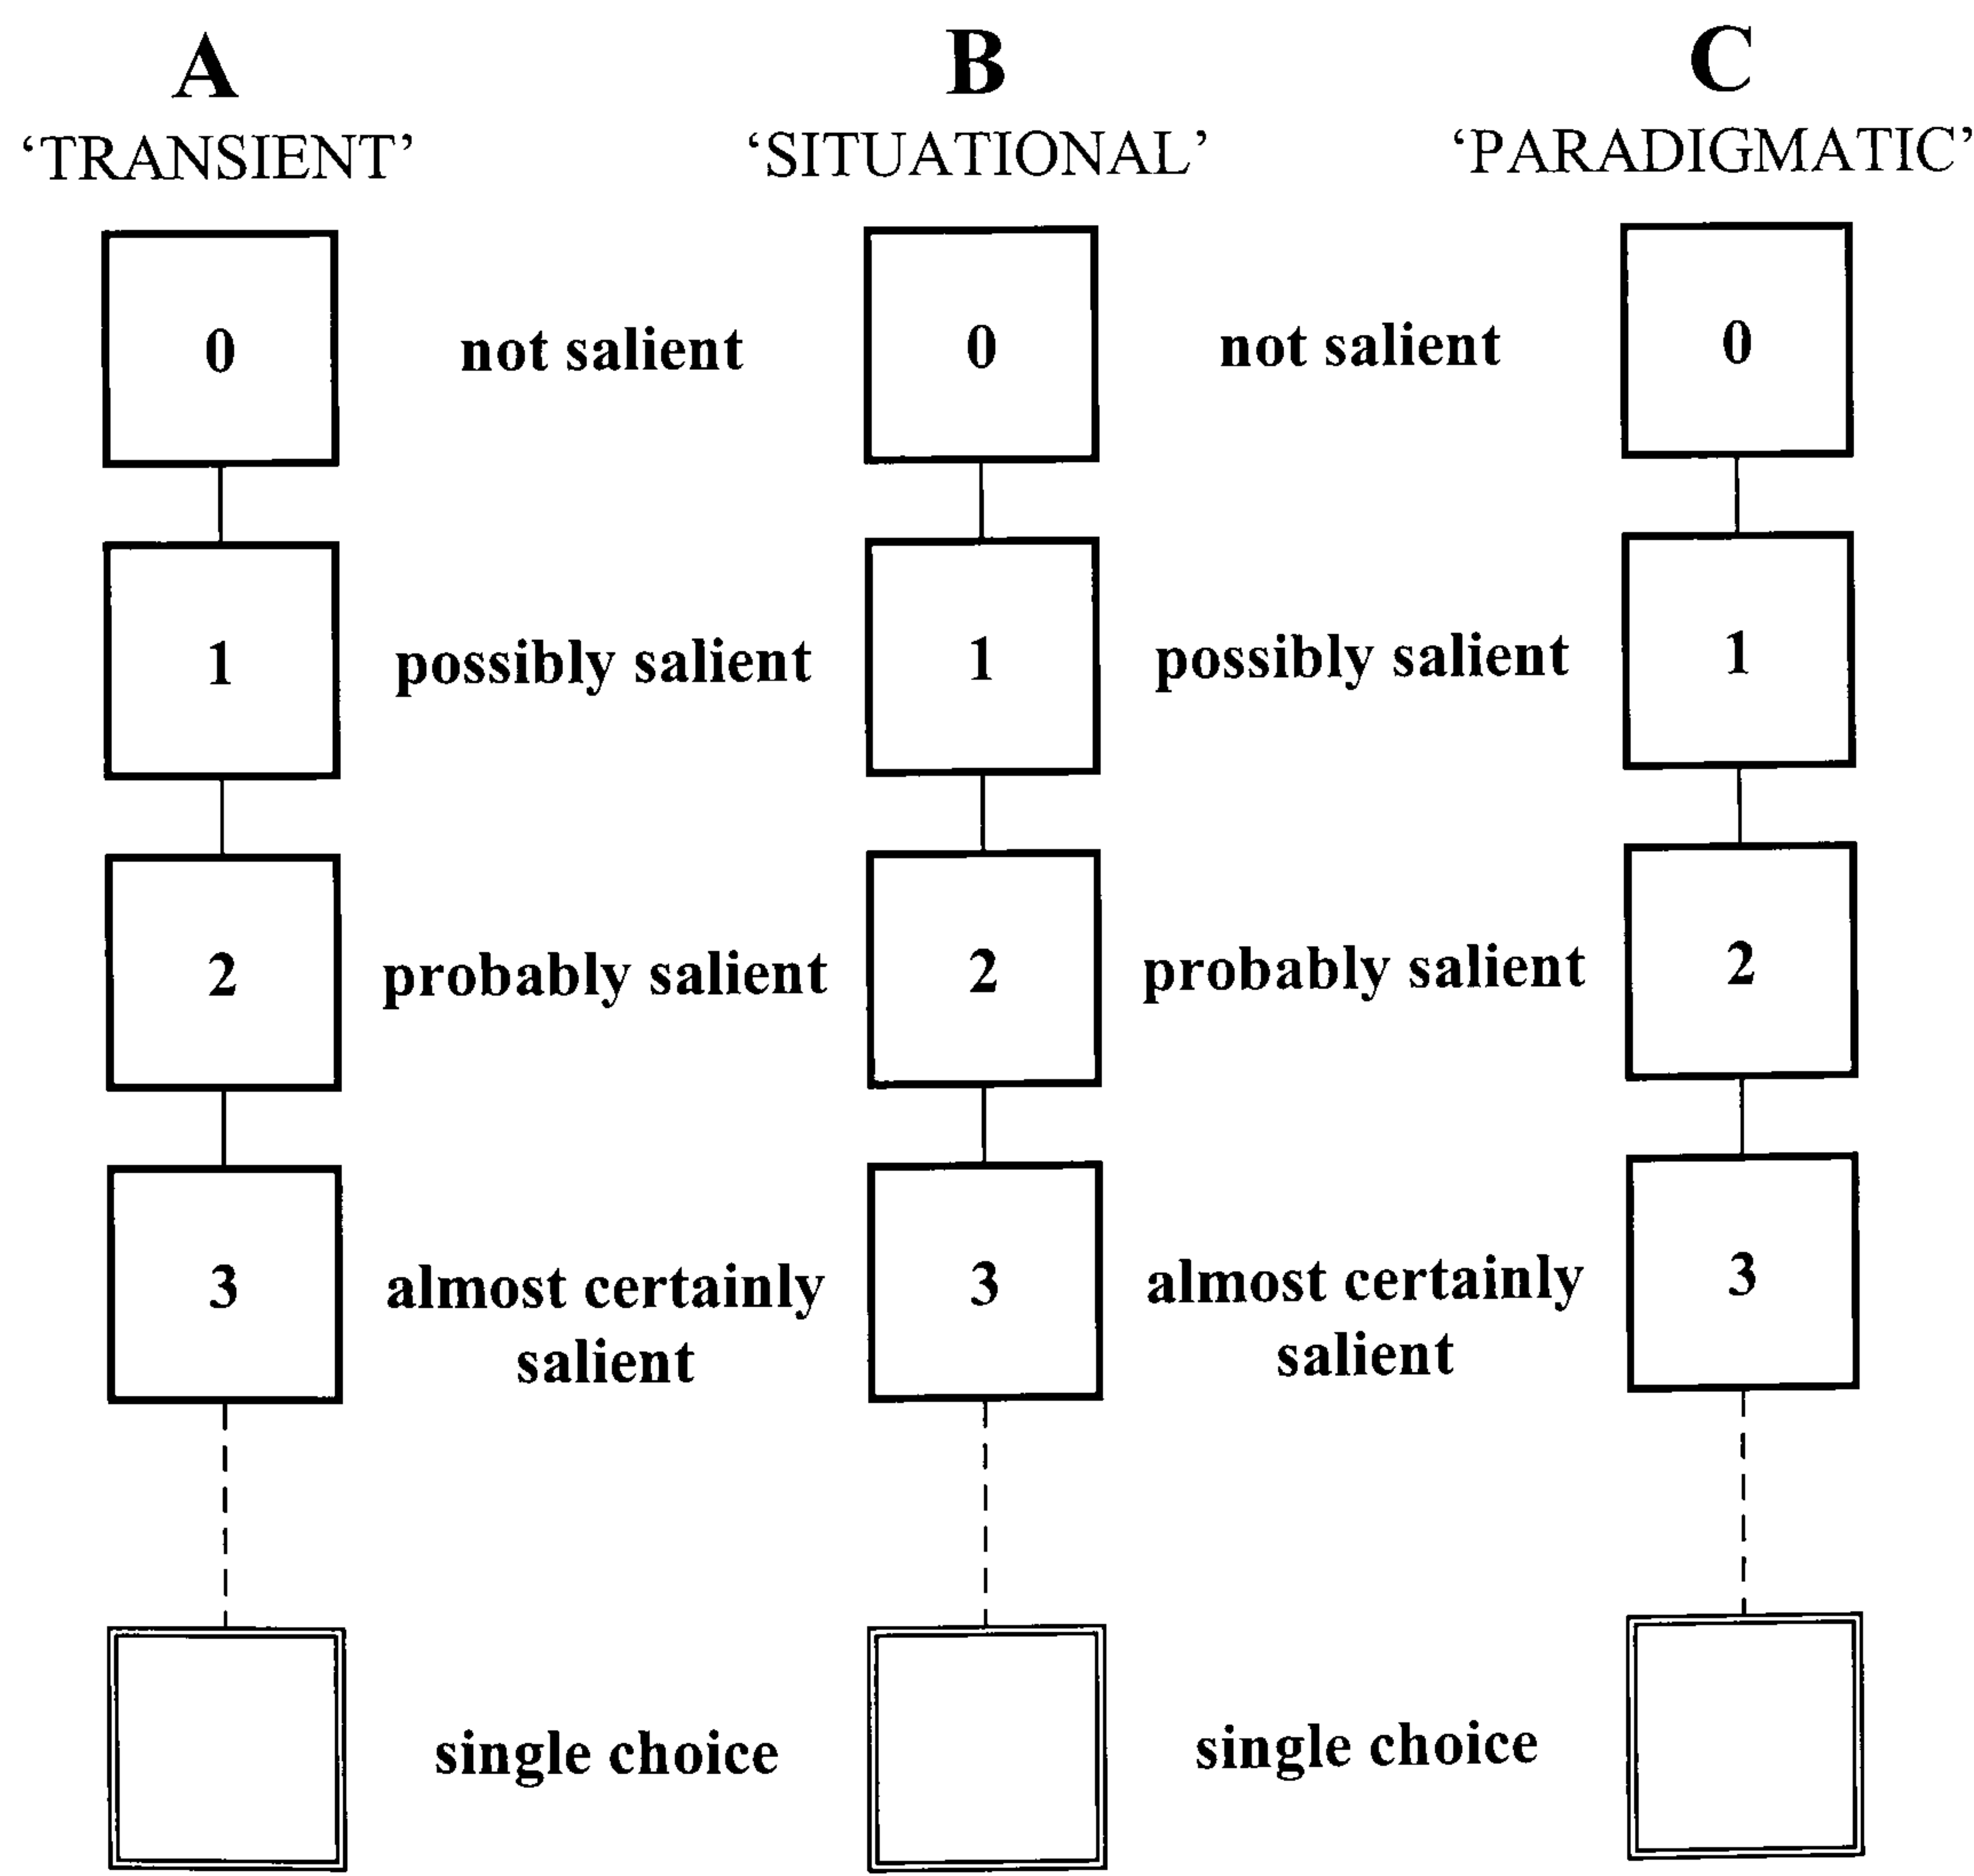 A B C
‘TRANSIENT’ ‘SITUATIONAL’ ‘PARADIGMATIC’
0 not salient 0 not salient 0
1 possibly salient 1 possibly salient 1
2 probably salient 2 probably salient 2
3 almost certainly 3 almost certainly 3
salient salient
single choice single choice